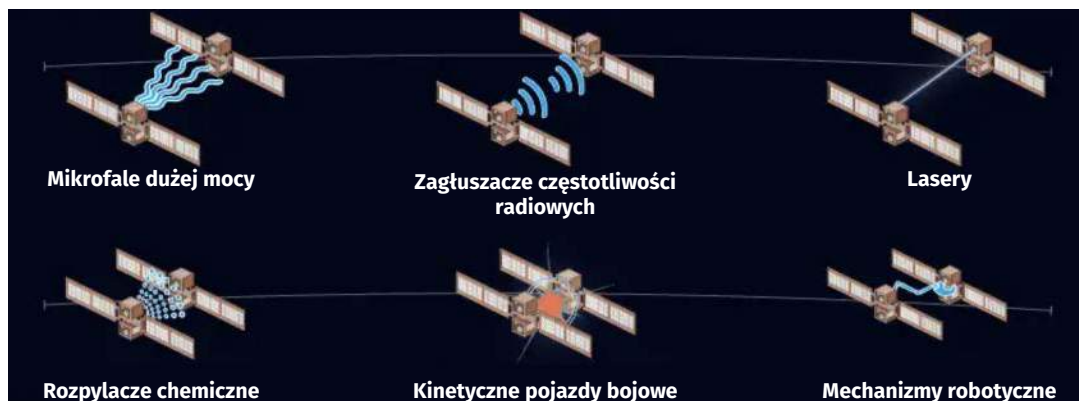 Mikrofale dużej mocy
Zagłuszacze częstotliwości
radiowych
Lasery
Rozpylacze chemiczne
Kinetyczne pojazdy bojowe
Mechanizmy robotyczne